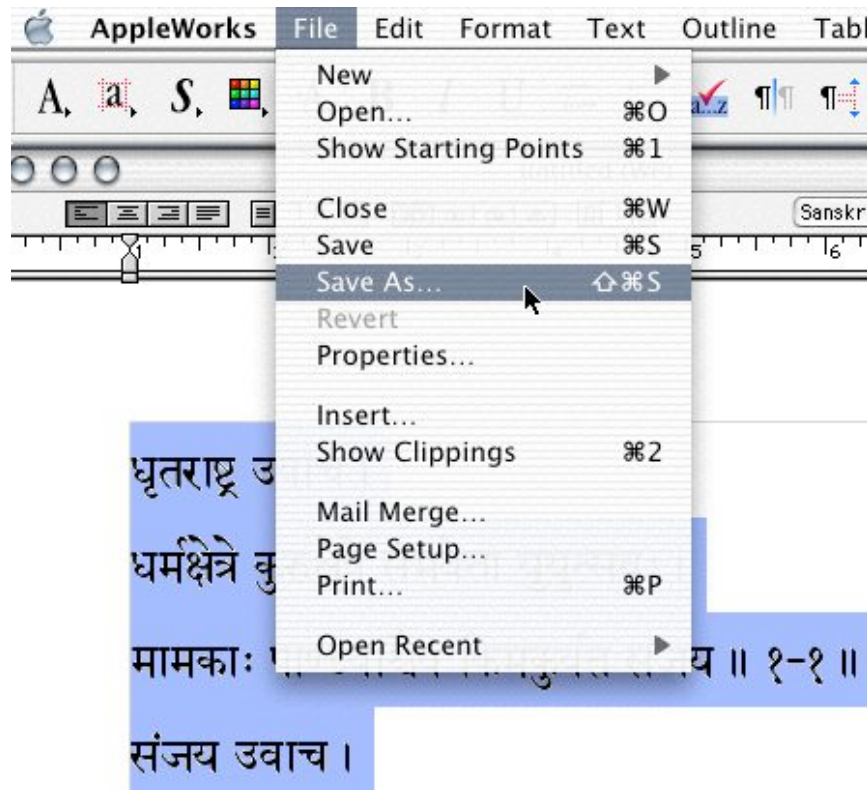 AppleWorks File Edit Format Text Outline
New
Open... ⌘O
Show Starting Points ⌘1
Close ⌘W
Sanskr
Save ⌘S
5 6
Save As... ⇧⌘S
Revert
Properties...
Insert...
Show Clippings ⌘2
Mail Merge...
Page Setup...
Print... ⌘P
Open Recent
धृतराष्ट्र
धर्मक्षेत्रे
मामकाः य ॥ १-१ ॥
संजय उवाच ।